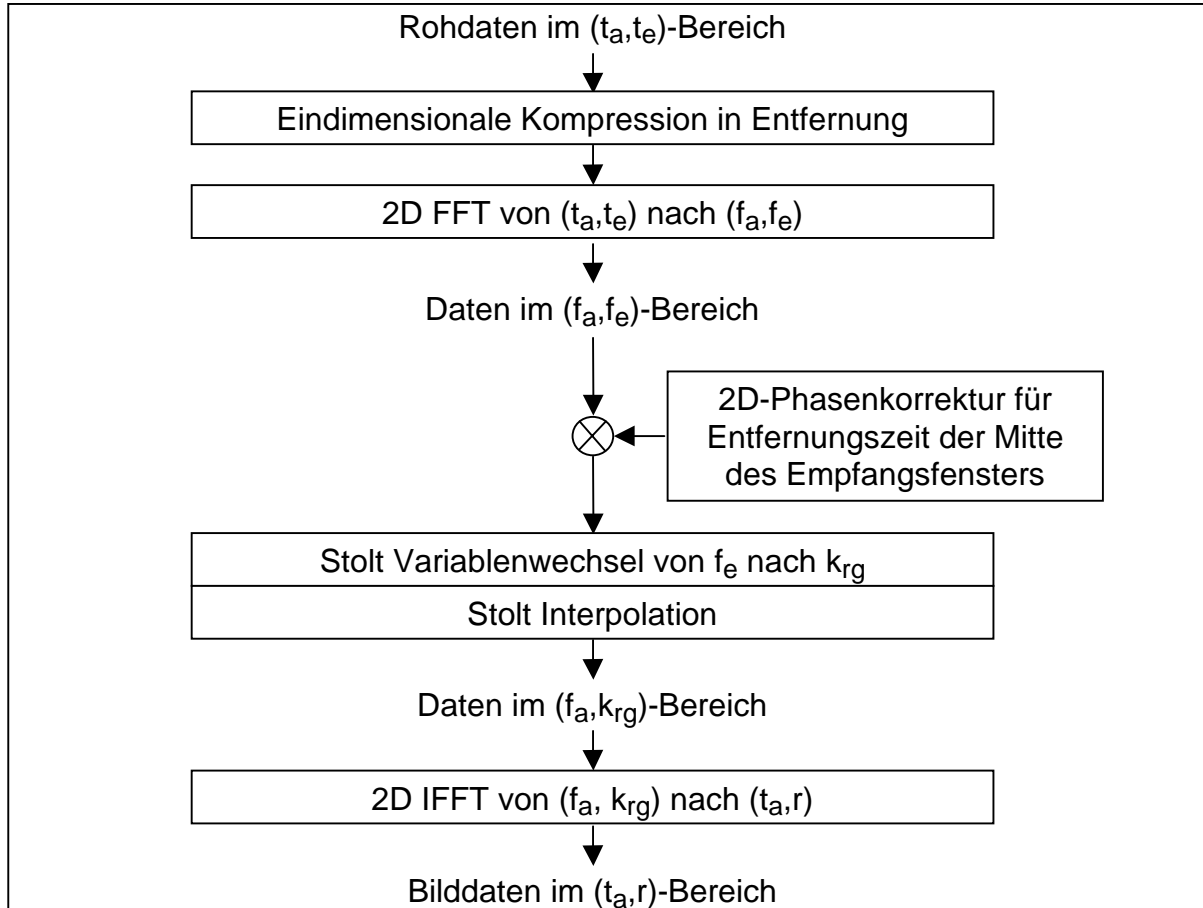 Rohdaten im (ta,te)-Bereich
Eindimensionale Kompression in Entfernung
2D FFT von (ta,te) nach (fa,fe)
Daten im (fa,fe)-Bereich
2D-Phasenkorrektur für
Entfernungszeit der Mitte
des Empfangsfensters
Stolt Variablenwechsel von fe nach krg
Stolt Interpolation
Daten im (fa,krg)-Bereich
2D IFFT von (fa, krg) nach (ta,r)
Bilddaten im (ta,r)-Bereich